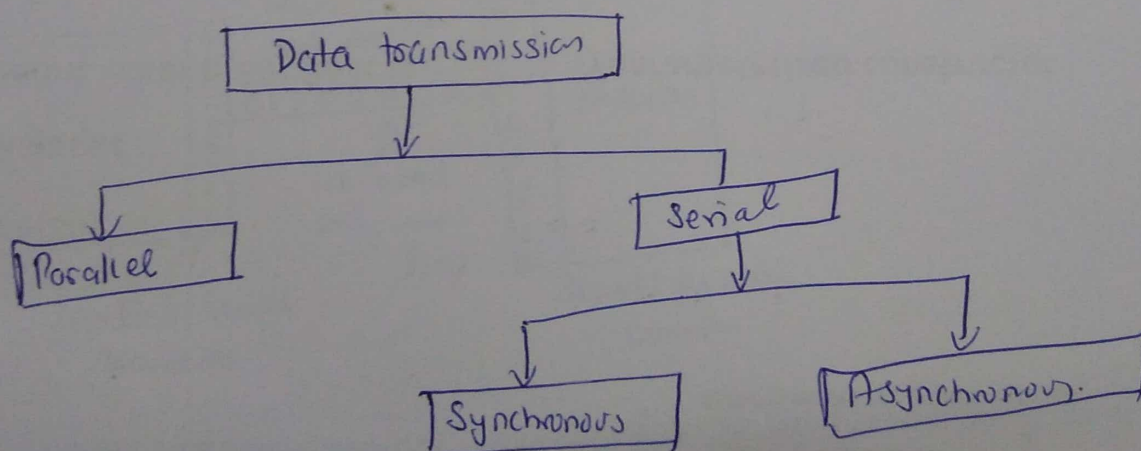 Data transmission
Parallel
Serial
Synchronous
Asynchronous.